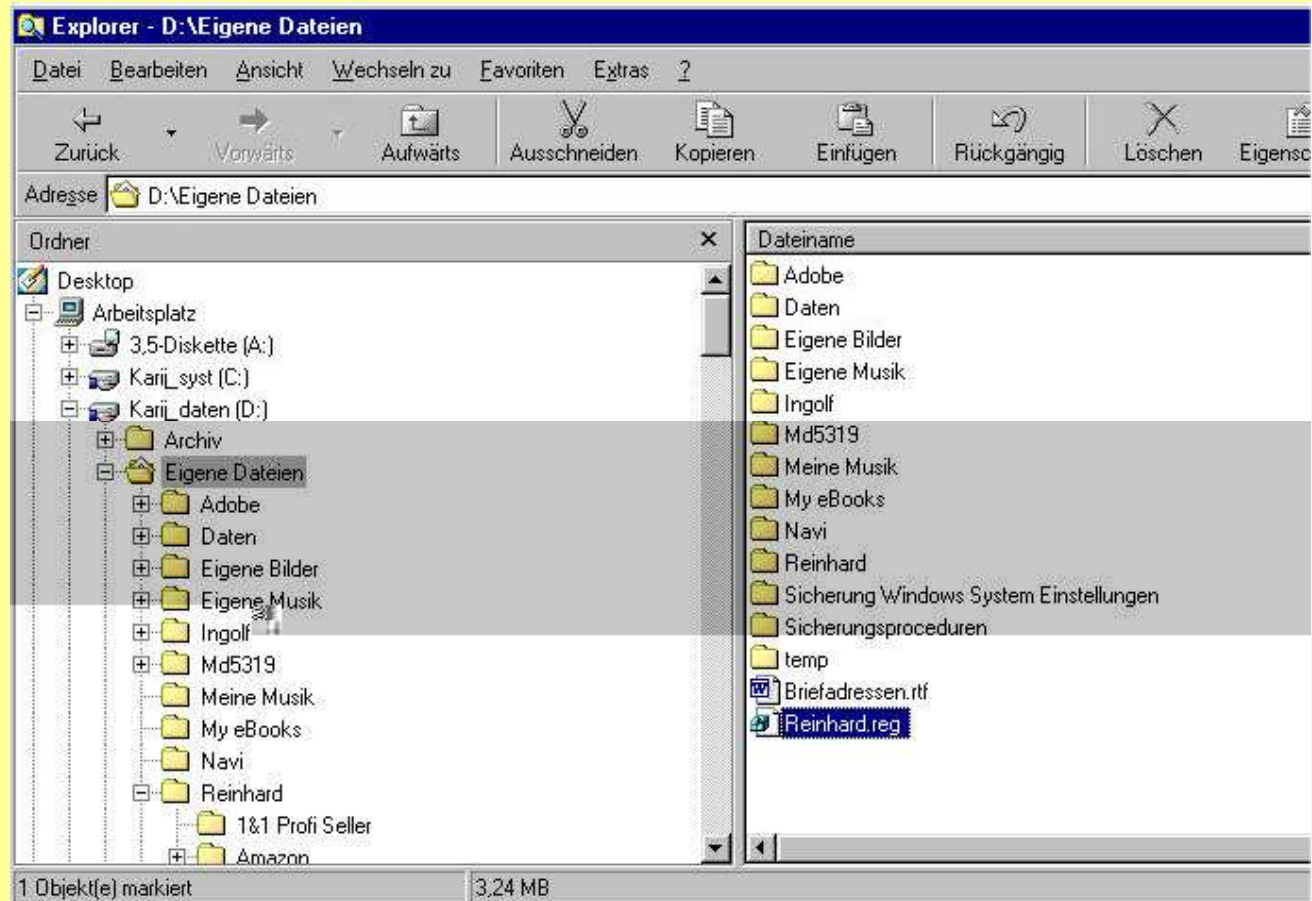 Explorer - D:\Eigene Dateien
Datei Bearbeiten Ansicht Wechseln zu Favoriten Extras ?
Zurück Vorwärts Aufwärts Ausschneiden Kopieren Einfügen Rückgängig Löschen Eigensc
Adresse D:\Eigene Dateien
Ordner
Desktop
Arbeitsplatz
3,5-Diskette (A:)
Karij_syst (C:)
Karij_daten (D:)
Archiv
Eigene Dateien
Adobe
Daten
Eigene Bilder
Eigene Musik
Ingolf
Md5319
Meine Musik
My eBooks
Navi
Reinhard
1&1 Profi Seller
Amazon
Dateiname
Adobe
Daten
Eigene Bilder
Eigene Musik
Ingolf
Md5319
Meine Musik
My eBooks
Navi
Reinhard
Sicherung Windows System Einstellungen
Sicherungsproceduren
temp
Briefadressen.rtf
Reinhard.reg
1 Objekt(e) markiert 3,24 MB